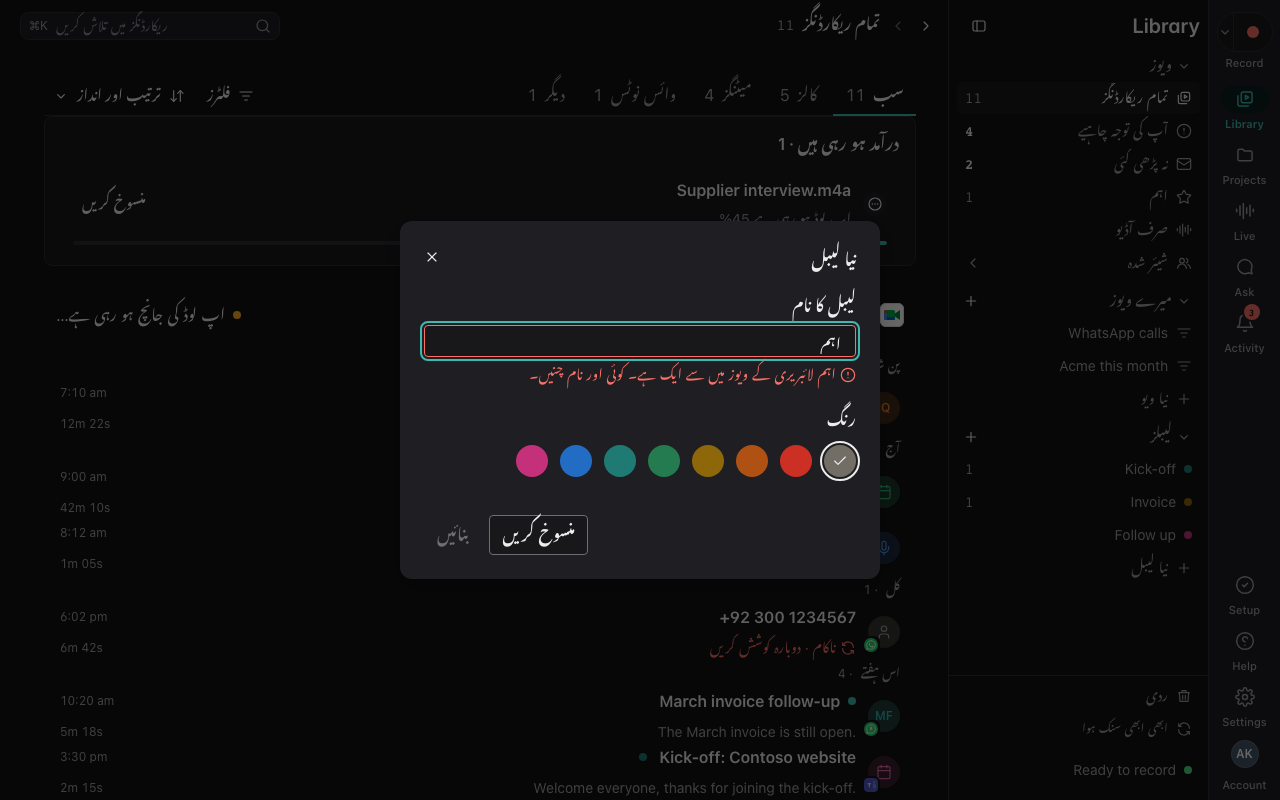 Record
Library
Projects
Live
Ask
3
Activity
Setup
Help
Settings
AK
Account
Library
ویوز
تمام ریکارڈنگز 11
آپ کی توجہ چاہیے 4
نہ پڑھی گئی 2
اہم 1
صرف آڈیو
شیئر شدہ
میرے ویوز
WhatsApp calls
Acme this month
نیا ویو
لیبلز
Kick-off 1
Invoice 1
Follow up
نیا لیبل
ردی
ابھی ابھی سنک ہوا
Ready to record
تمام ریکارڈنگز 11
ریکارڈنگز میں تلاش کریں ⌘K
سب 11 کالز 5 میٹنگز 4 وائس نوٹس 1 دیگر 1
فلٹرز ترتیب اور انداز
درآمد ہو رہی ہیں · 1
Supplier interview.m4a
منسوخ کریں
اپ لوڈ ہو رہی ہے 45%
اپ لوڈ کی جانچ ہو رہی ہے...
نیا لیبل
لیبل کا نام
اہم
اہم لائبریری کے ویوز میں سے ایک ہے۔ کوئی اور نام چنیں۔
رنگ
منسوخ کریں
بنائیں
7:10 am
12m 22s
Q
آج
9:00 am
42m 10s
8:12 am
1m 05s
کل · 1
+92 300 1234567
6:02 pm
ناکام · دوبارہ کوشش کریں
6m 42s
اس ہفتے · 4
MF
March invoice follow-up
10:20 am
The March invoice is still open.
5m 18s
Kick-off: Contoso website
3:30 pm
Welcome everyone, thanks for joining the kick-off.
2m 15s